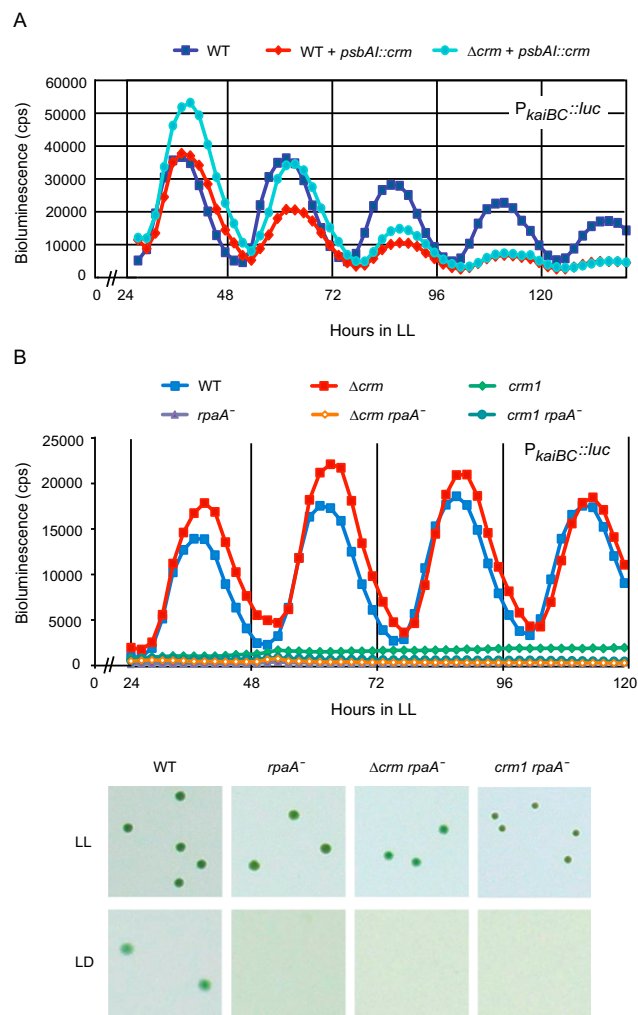 A
WT WT + psbAI::crm Δcrm + psbAI::crm
60000
PkaiBC::luc
50000
40000
30000
20000
10000
0
Bioluminescence (cps)
0 24 48 72 96 120
Hours in LL
B
WT Δcrm crm1
rpaA⁻ Δcrm rpaA⁻ crm1 rpaA⁻
25000
PkaiBC::luc
20000
15000
10000
5000
0
Bioluminescence (cps)
0 24 48 72 96 120
Hours in LL
WT rpaA⁻ Δcrm rpaA⁻ crm1 rpaA⁻
LL
LD